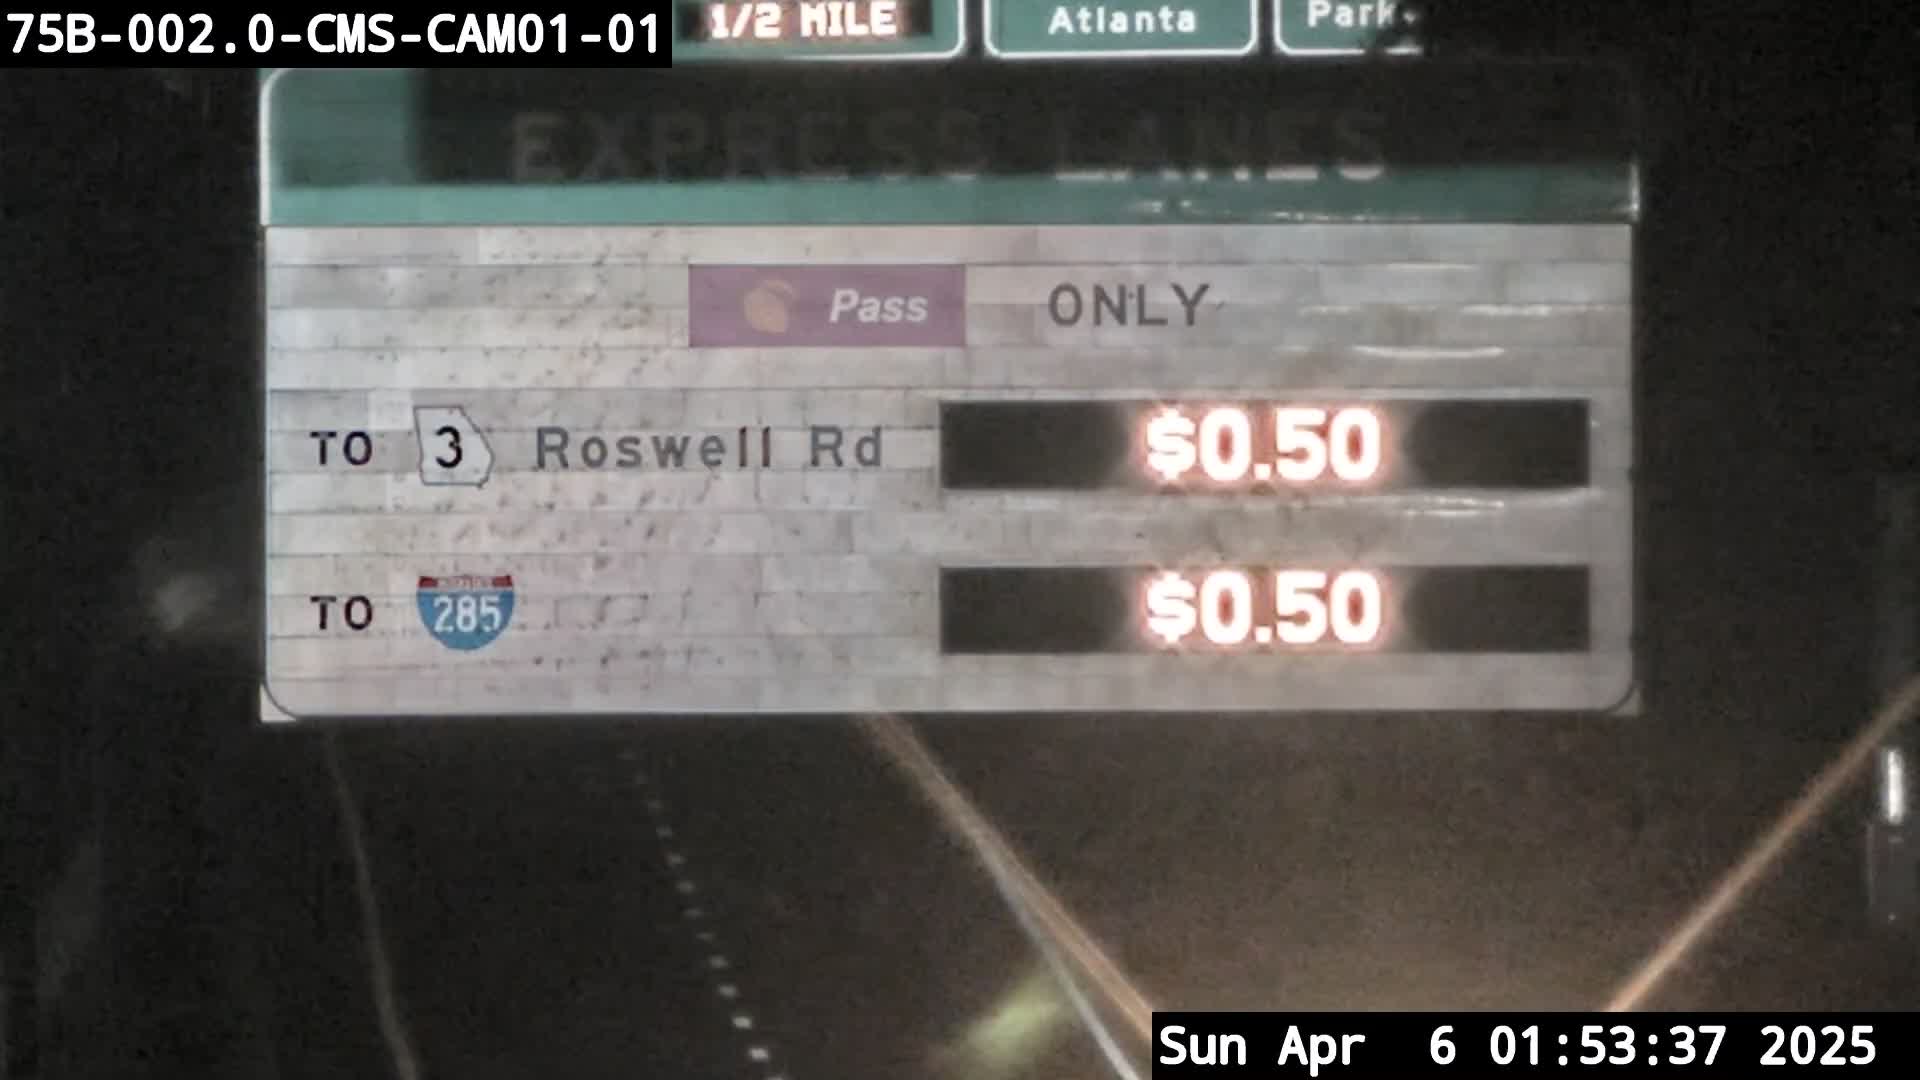 75B-002.0-CMS-CAM01-01
1/2 MILE
Atlanta
Park
EXPRESS LANES
Pass ONLY
TO 3 Roswell Rd $0.50
TO 285 $0.50
Sun Apr 6 01:53:37 2025